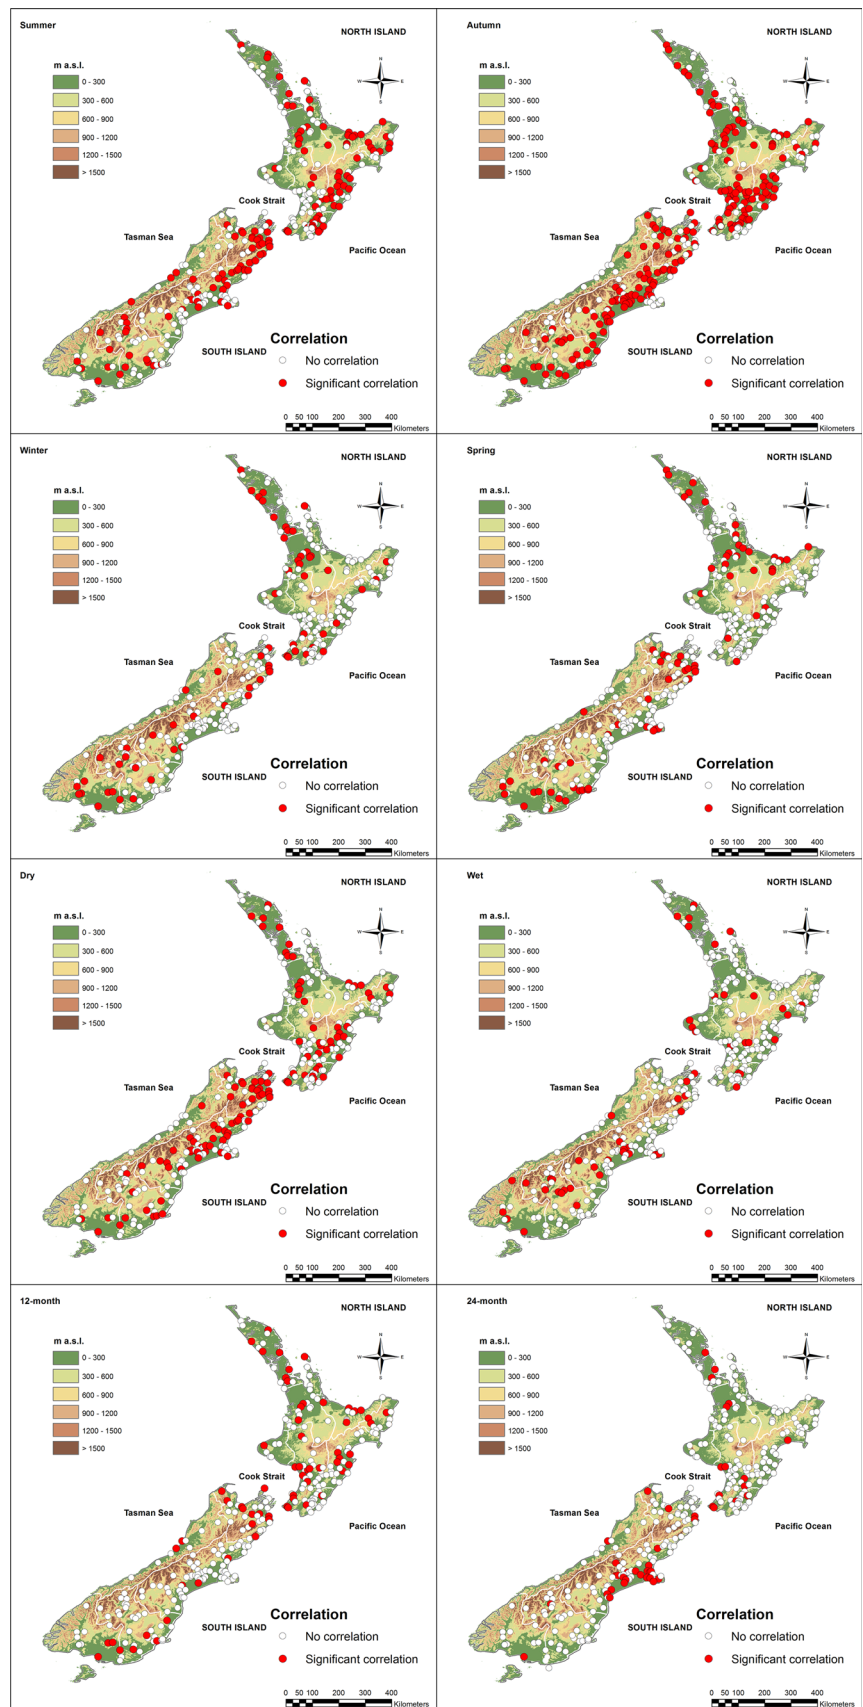 Summer
NORTH ISLAND
m a.s.l.
0 - 300
300 - 600
600 - 900
900 - 1200
1200 - 1500
> 1500
N
W E
S
Cook Strait
Tasman Sea
Pacific Ocean
SOUTH ISLAND
Correlation
No correlation
Significant correlation
0 50 100 200 300 400
Kilometers
Autumn
NORTH ISLAND
m a.s.l.
0 - 300
300 - 600
600 - 900
900 - 1200
1200 - 1500
> 1500
N
W E
S
Cook Strait
Tasman Sea
Pacific Ocean
SOUTH ISLAND
Correlation
No correlation
Significant correlation
0 50 100 200 300 400
Kilometers
Winter
NORTH ISLAND
m a.s.l.
0 - 300
300 - 600
600 - 900
900 - 1200
1200 - 1500
> 1500
N
W E
S
Cook Strait
Tasman Sea
Pacific Ocean
SOUTH ISLAND
Correlation
No correlation
Significant correlation
0 50 100 200 300 400
Kilometers
Spring
NORTH ISLAND
m a.s.l.
0 - 300
300 - 600
600 - 900
900 - 1200
1200 - 1500
> 1500
N
W E
S
Cook Strait
Tasman Sea
Pacific Ocean
SOUTH ISLAND
Correlation
No correlation
Significant correlation
0 50 100 200 300 400
Kilometers
Dry
NORTH ISLAND
m a.s.l.
0 - 300
300 - 600
600 - 900
900 - 1200
1200 - 1500
> 1500
N
W E
S
Cook Strait
Tasman Sea
Pacific Ocean
SOUTH ISLAND
Correlation
No correlation
Significant correlation
0 50 100 200 300 400
Kilometers
Wet
NORTH ISLAND
m a.s.l.
0 - 300
300 - 600
600 - 900
900 - 1200
1200 - 1500
> 1500
N
W E
S
Cook Strait
Tasman Sea
Pacific Ocean
SOUTH ISLAND
Correlation
No correlation
Significant correlation
0 50 100 200 300 400
Kilometers
12-month
NORTH ISLAND
m a.s.l.
0 - 300
300 - 600
600 - 900
900 - 1200
1200 - 1500
> 1500
N
W E
S
Cook Strait
Tasman Sea
Pacific Ocean
SOUTH ISLAND
Correlation
No correlation
Significant correlation
0 50 100 200 300 400
Kilometers
24-month
NORTH ISLAND
m a.s.l.
0 - 300
300 - 600
600 - 900
900 - 1200
1200 - 1500
> 1500
N
W E
S
Cook Strait
Tasman Sea
Pacific Ocean
SOUTH ISLAND
Correlation
No correlation
Significant correlation
0 50 100 200 300 400
Kilometers